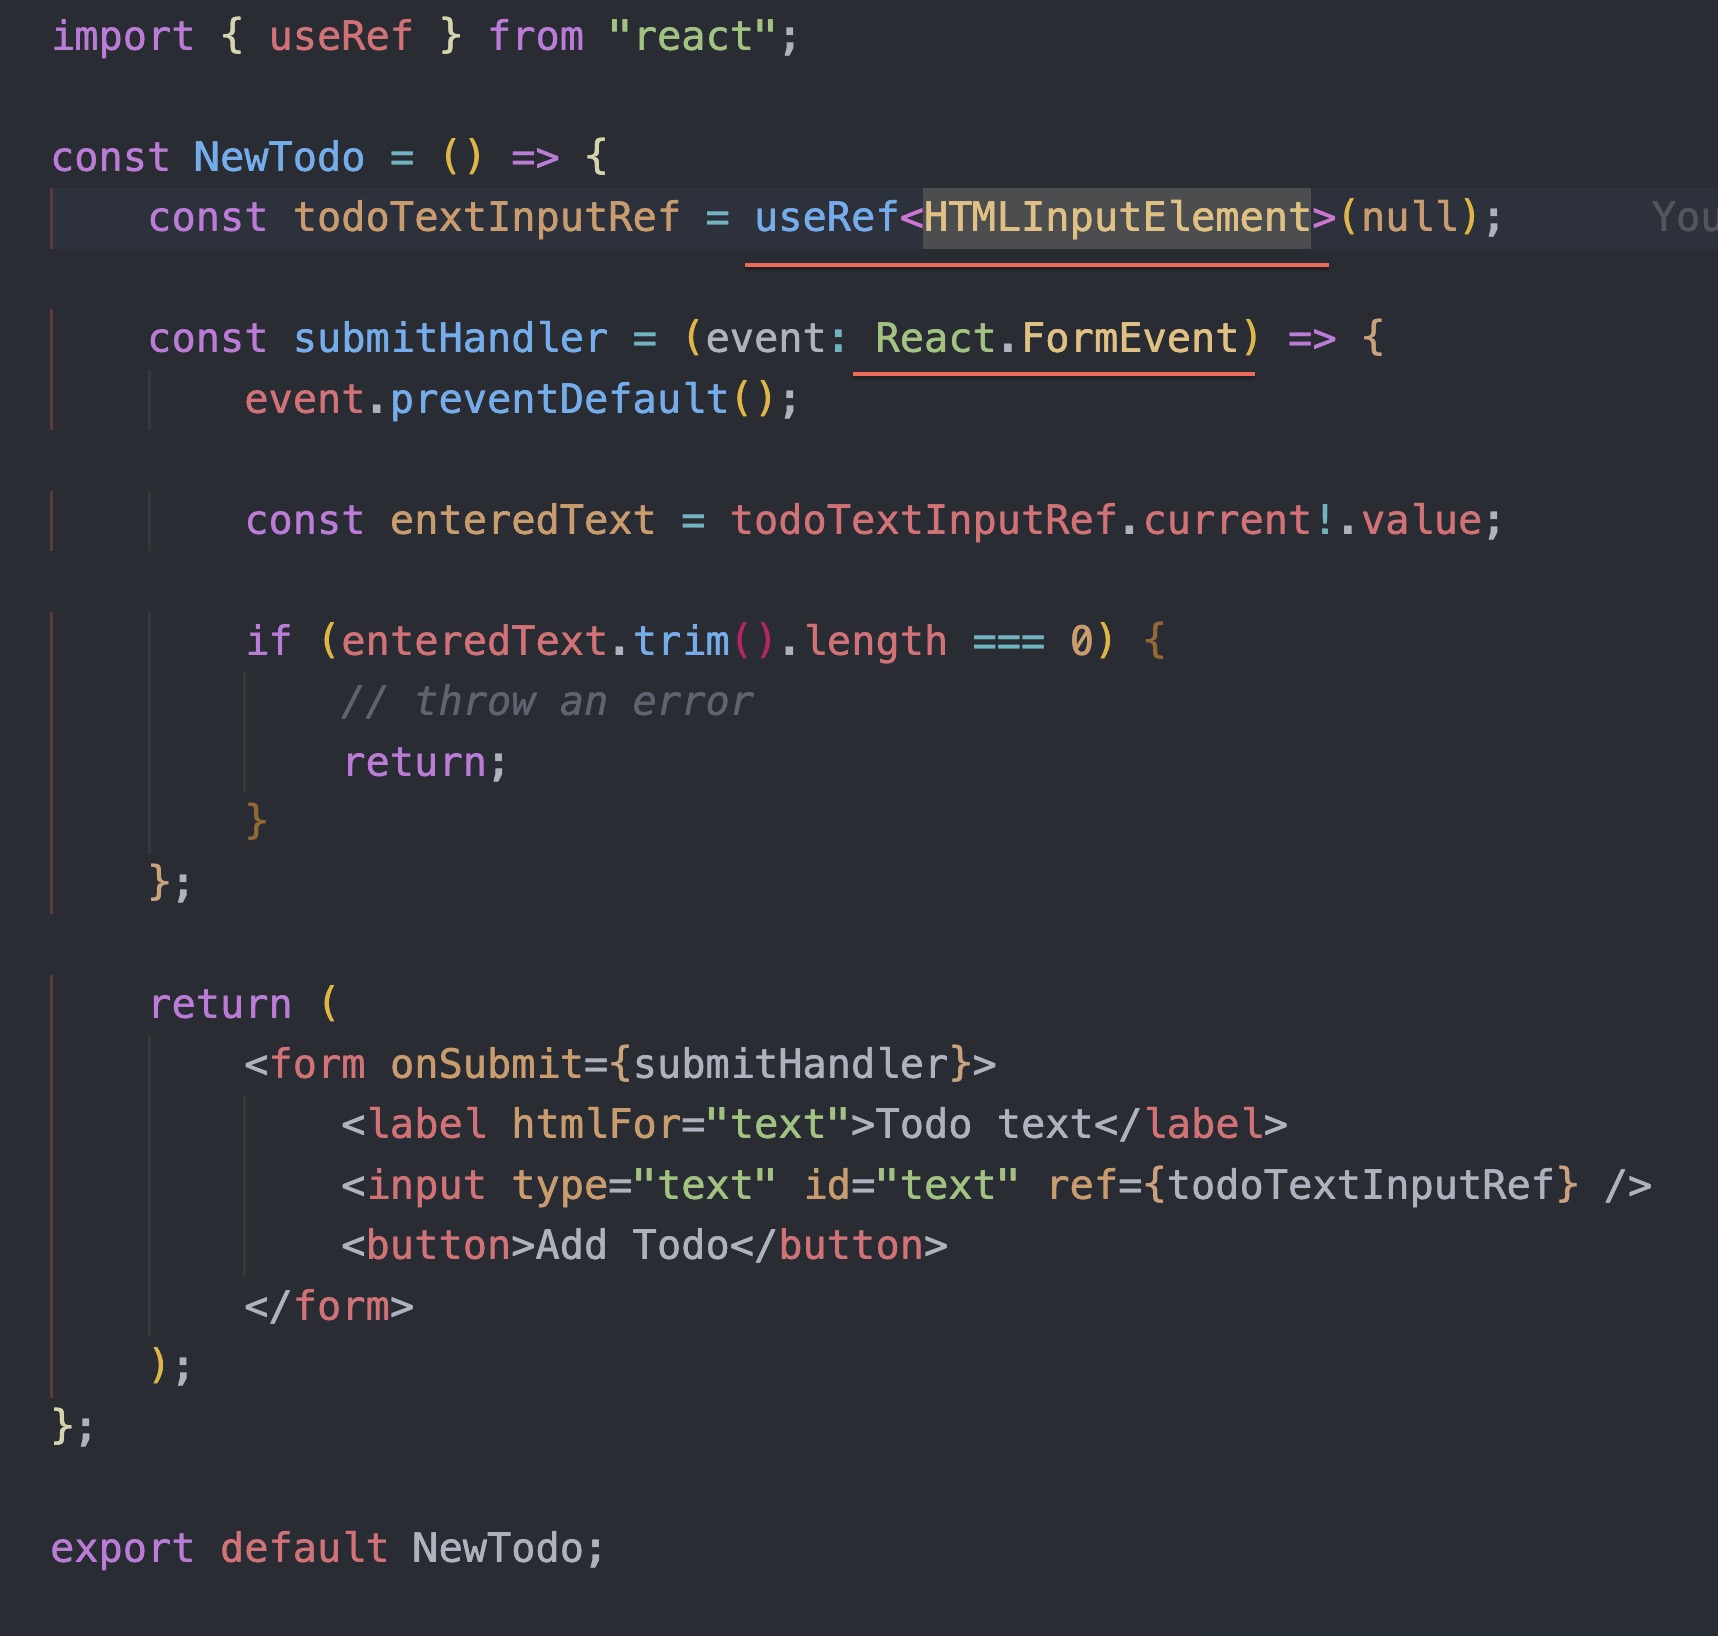 import { useRef } from "react";
const NewTodo = () => {
const todoTextInputRef = useRef<HTMLInputElement>(null); You
const submitHandler = (event: React.FormEvent) => {
event.preventDefault();
const enteredText = todoTextInputRef.current!.value;
if (enteredText.trim().length === 0) {
// throw an error
return;
}
};
return (
<form onSubmit={submitHandler}>
<label htmlFor="text">Todo text</label>
<input type="text" id="text" ref={todoTextInputRef} />
<button>Add Todo</button>
</form>
);
};
export default NewTodo;